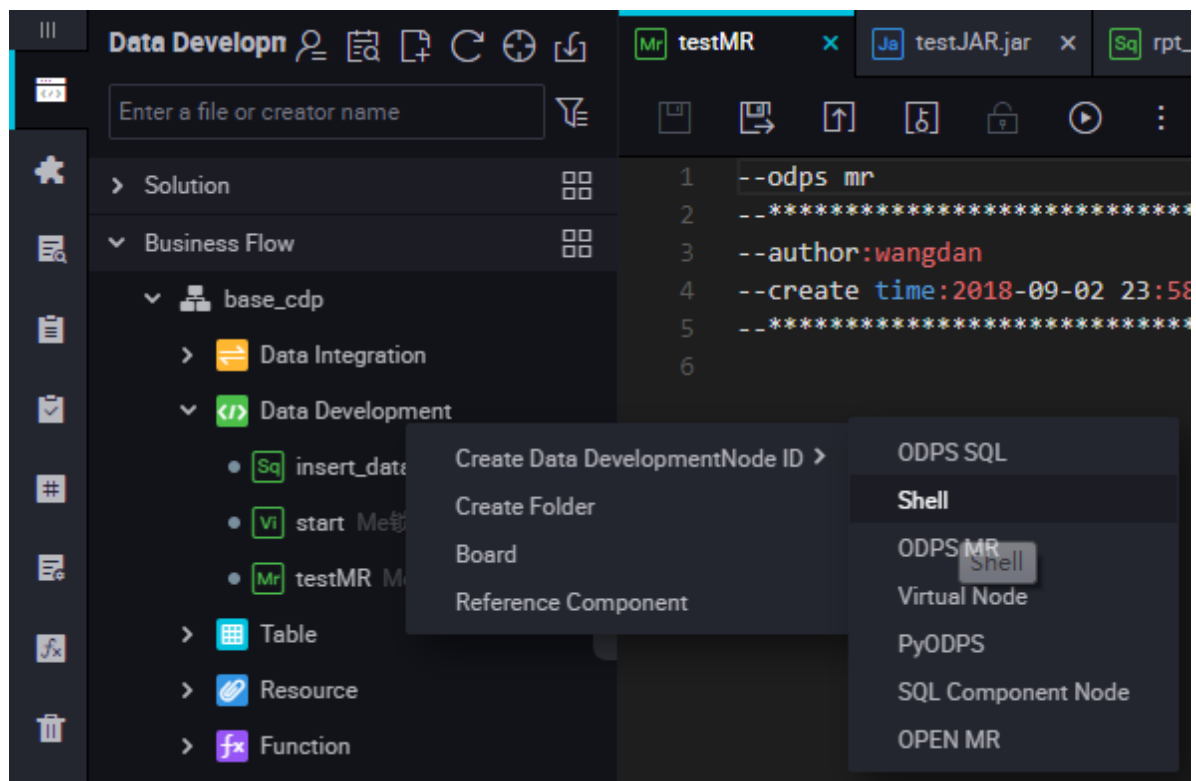 Data Developn
Enter a file or creator name
Solution
Business Flow
base_cdp
Data Integration
Data Development
Sq insert_data
Vi start
Mr testMR
Table
Resource
fx Function
Mr testMR
Ja testJAR.jar
Sq rpt_
1 --odps mr
2 --******************************
3 --author:wangdan
4 --create time:2018-09-02 23:58
5 --******************************
6
Create Data DevelopmentNode ID
Create Folder
Board
Reference Component
ODPS SQL
Shell
ODPS MR
Shell
Virtual Node
PyODPS
SQL Component Node
OPEN MR